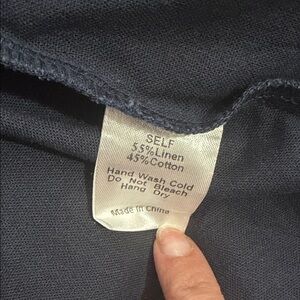 SELF
55%Linen
45%Cotton
Hand Wash Cold
Do Not Bleach
Hang Dry
Made in China